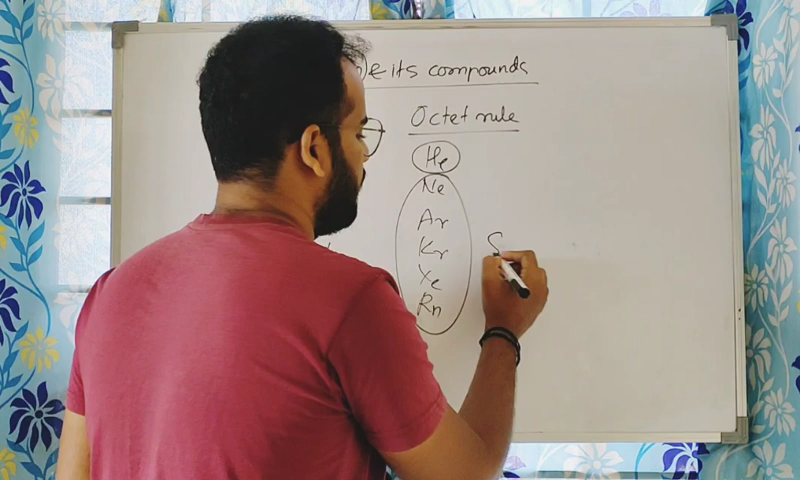 its compounds
Octet rule
He
Ne
Ar
Kr
Xe
Rn